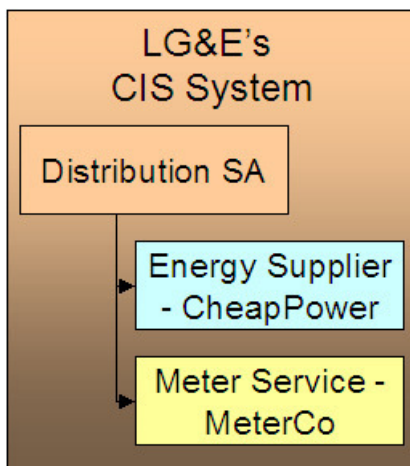 LG&E's
CIS System
Distribution SA
Energy Supplier
- CheapPower
Meter Service -
MeterCo